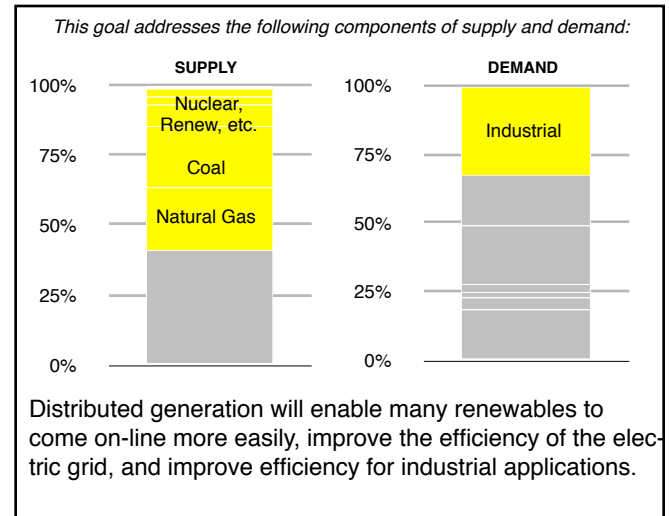 This goal addresses the following components of supply and demand:
SUPPLY
100%
75%
50%
25%
0%
Nuclear,
Renew, etc.
Coal
Natural Gas
DEMAND
100%
75%
50%
25%
0%
Industrial
Distributed generation will enable many renewables to
come on-line more easily, improve the efficiency of the elec-
tric grid, and improve efficiency for industrial applications.